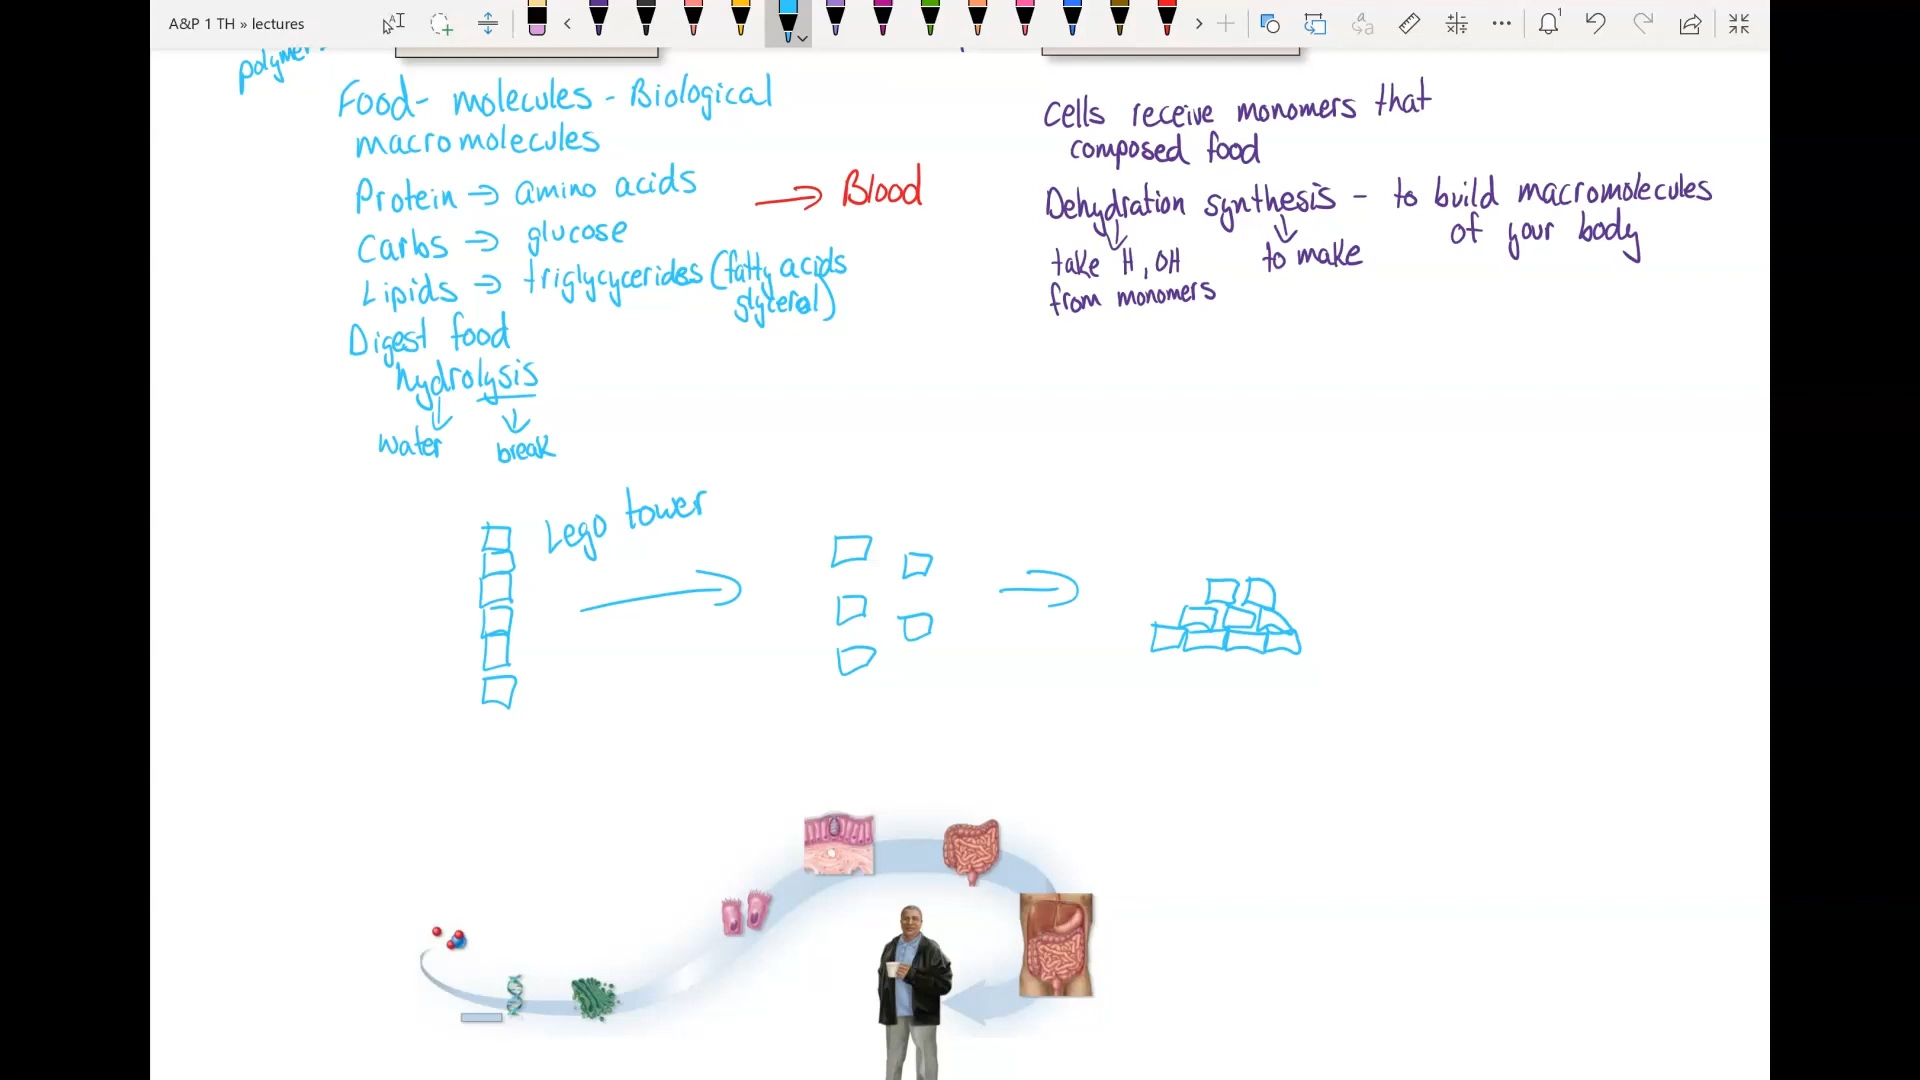 A&P 1 TH » lectures
polymer
Food- molecules - Biological
macromolecules
Protein → amino acids
Carbs → glucose
Lipids → triglycycerides (fatty acids
glycerol)
Digest food
hydrolysis
water break
→ Blood
Cells receive monomers that
composed food
Dehydration synthesis - to build macromolecules
of your body
take H, OH to make
from monomers
Lego tower